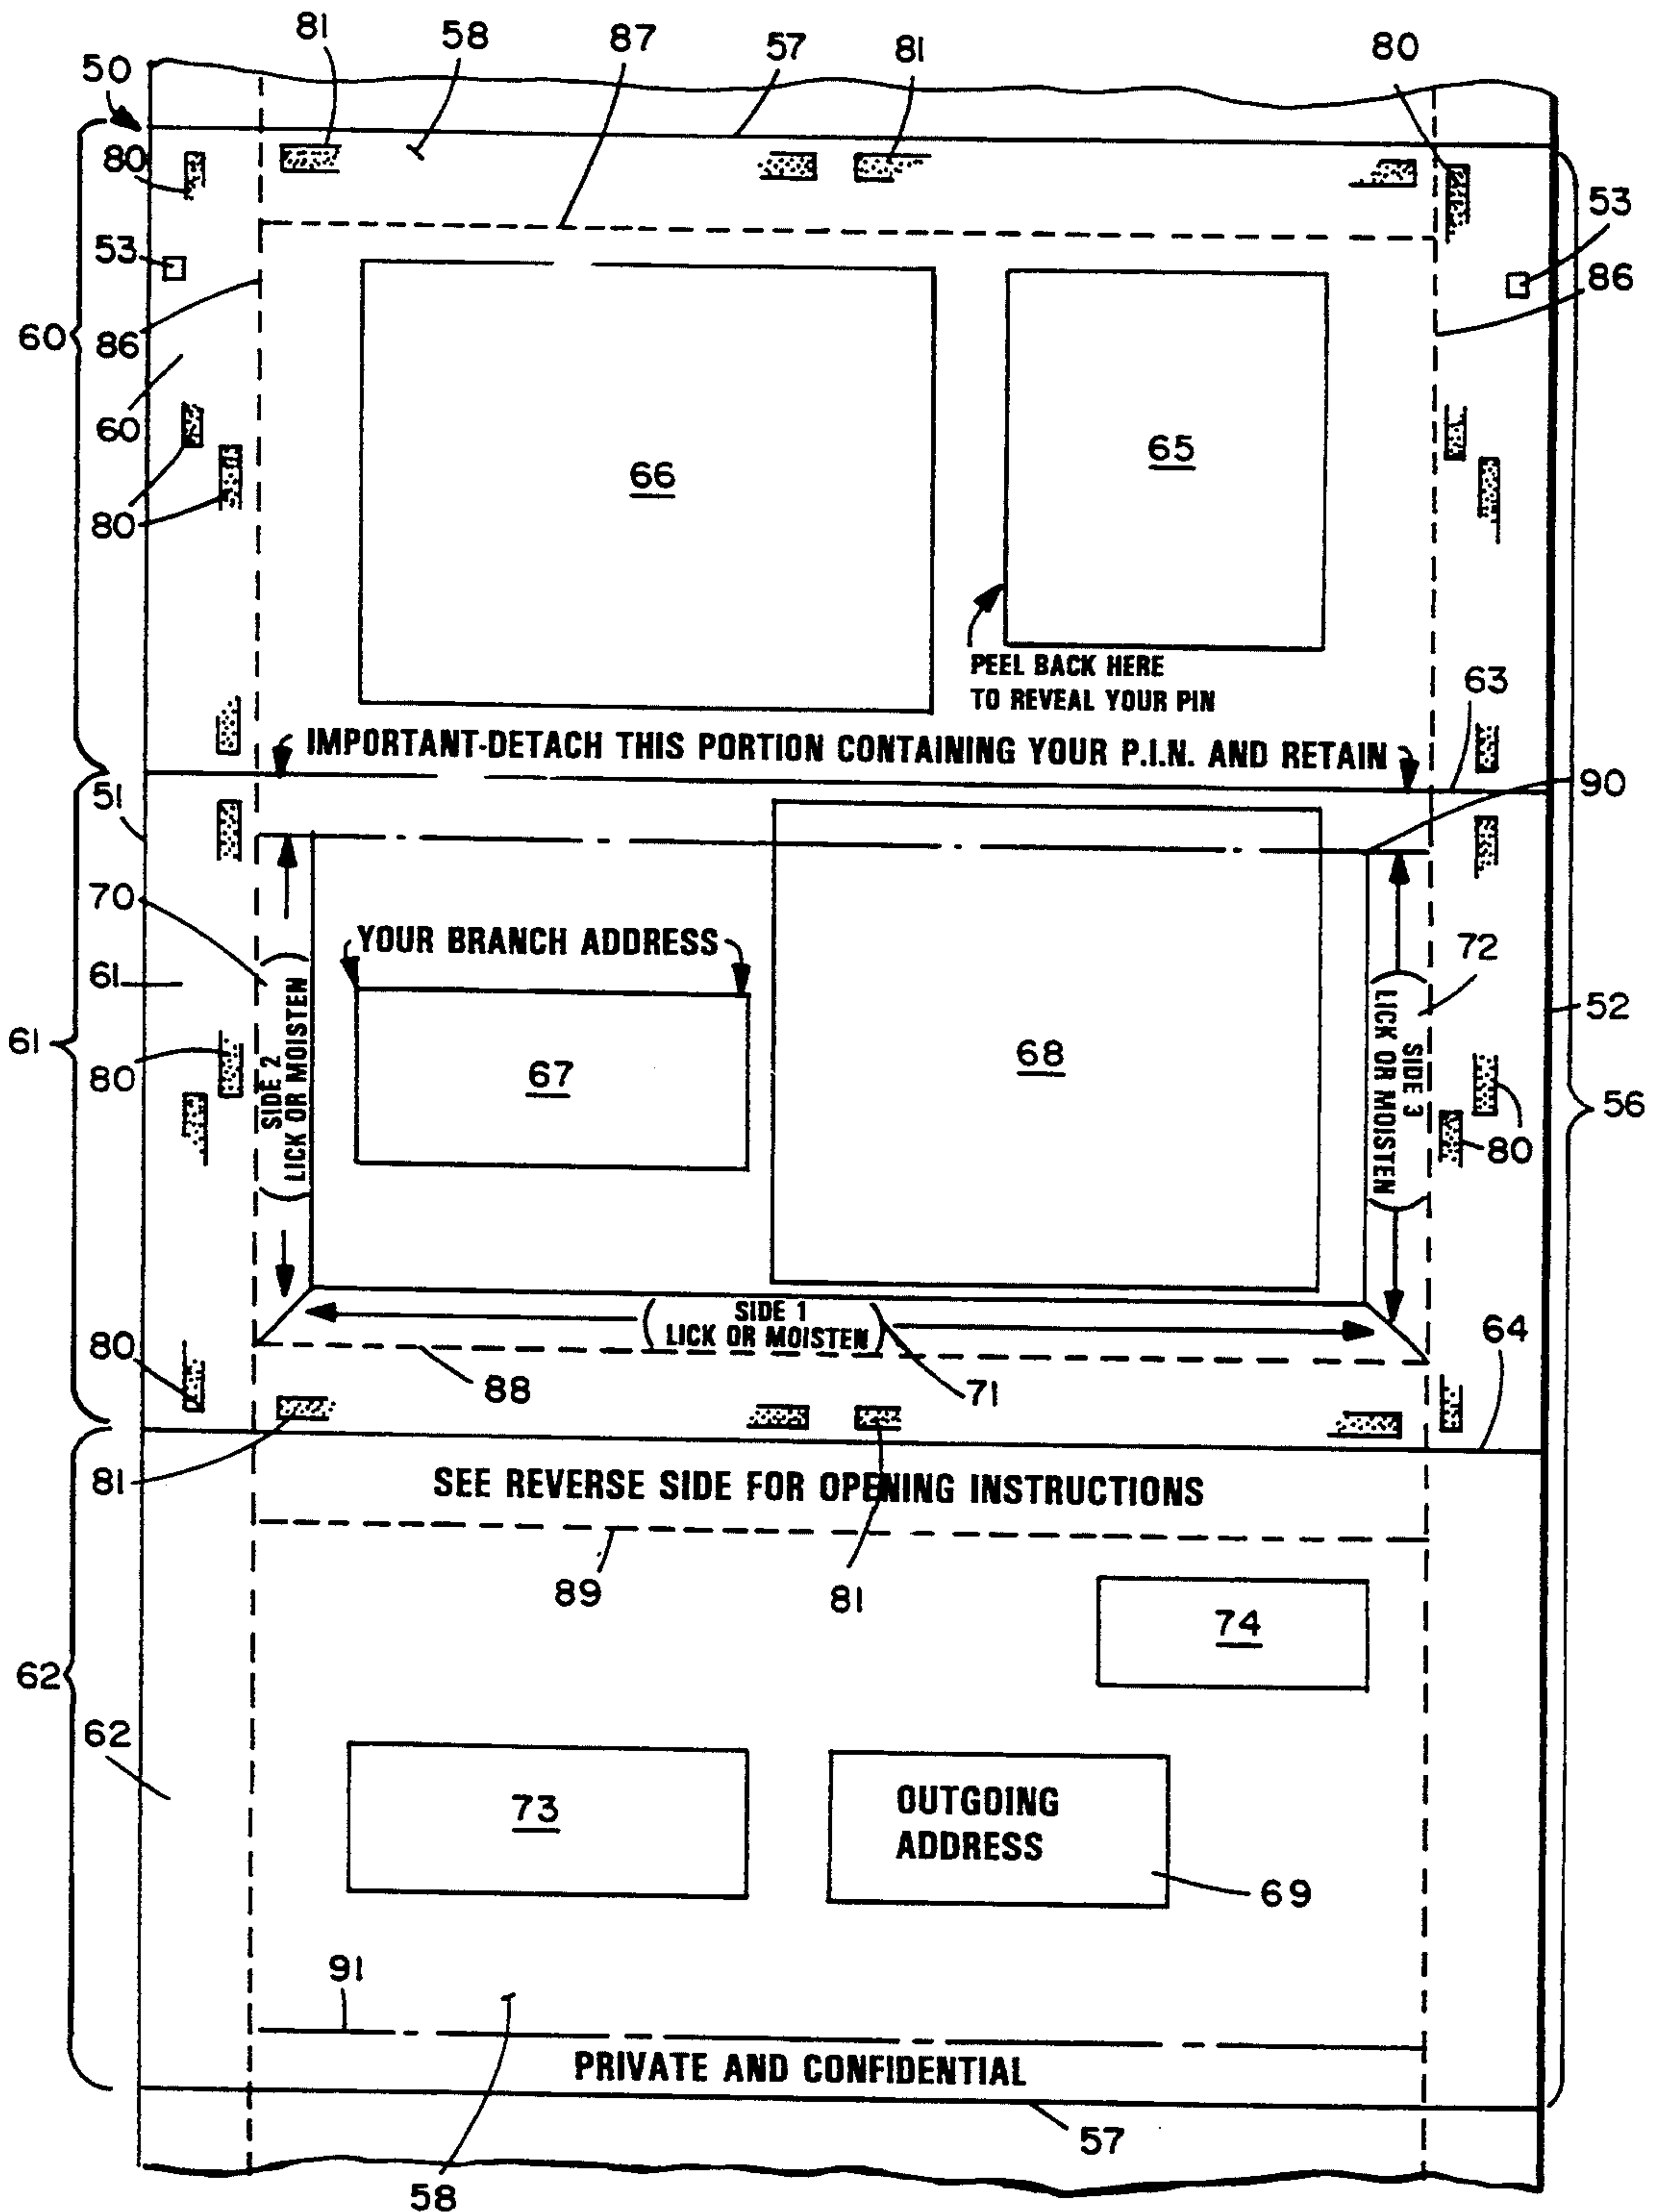 81 58 87 57 81 80
50
80
53 53
86 86
60
60
66 65
80
PEEL BACK HERE
TO REVEAL YOUR PIN
63
IMPORTANT-DETACH THIS PORTION CONTAINING YOUR P.I.N. AND RETAIN
51 90
70
YOUR BRANCH ADDRESS
72
61
SIDE 2
LICK OR MOISTEN
SIDE 3
LICK OR MOISTEN
52
61
67 68
80
56
80
SIDE 1
LICK OR MOISTEN
80
64
88 71
81
SEE REVERSE SIDE FOR OPENING INSTRUCTIONS
89 81
74
62
62
73
OUTGOING
ADDRESS
69
91
PRIVATE AND CONFIDENTIAL
57
58